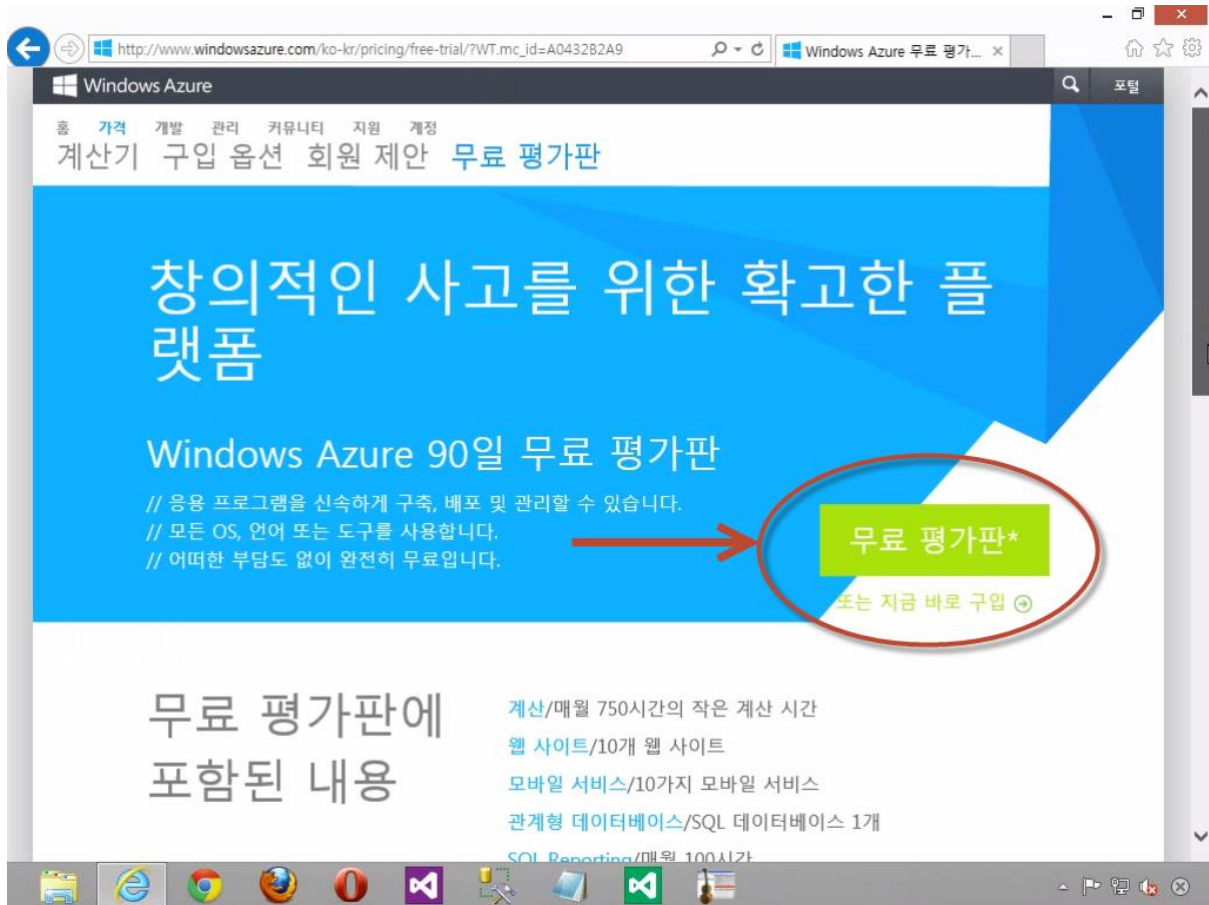 http://www.windowsazure.com/ko-kr/pricing/free-trial/?WT.mc_id=A0432B2A9
Windows Azure 무료 평가...
Windows Azure
포털
홈 가격 개발 관리 커뮤니티 지원 계정
계산기 구입 옵션 회원 제안 무료 평가판
창의적인 사고를 위한 확고한 플
랫폼
Windows Azure 90일 무료 평가판
// 응용 프로그램을 신속하게 구축, 배포 및 관리할 수 있습니다.
// 모든 OS, 언어 또는 도구를 사용합니다.
// 어떠한 부담도 없이 완전히 무료입니다.
무료 평가판*
또는 지금 바로 구입
무료 평가판에
포함된 내용
계산/매월 750시간의 작은 계산 시간
웹 사이트/10개 웹 사이트
모바일 서비스/10가지 모바일 서비스
관계형 데이터베이스/SQL 데이터베이스 1개
SQL Reporting/매월 100시간